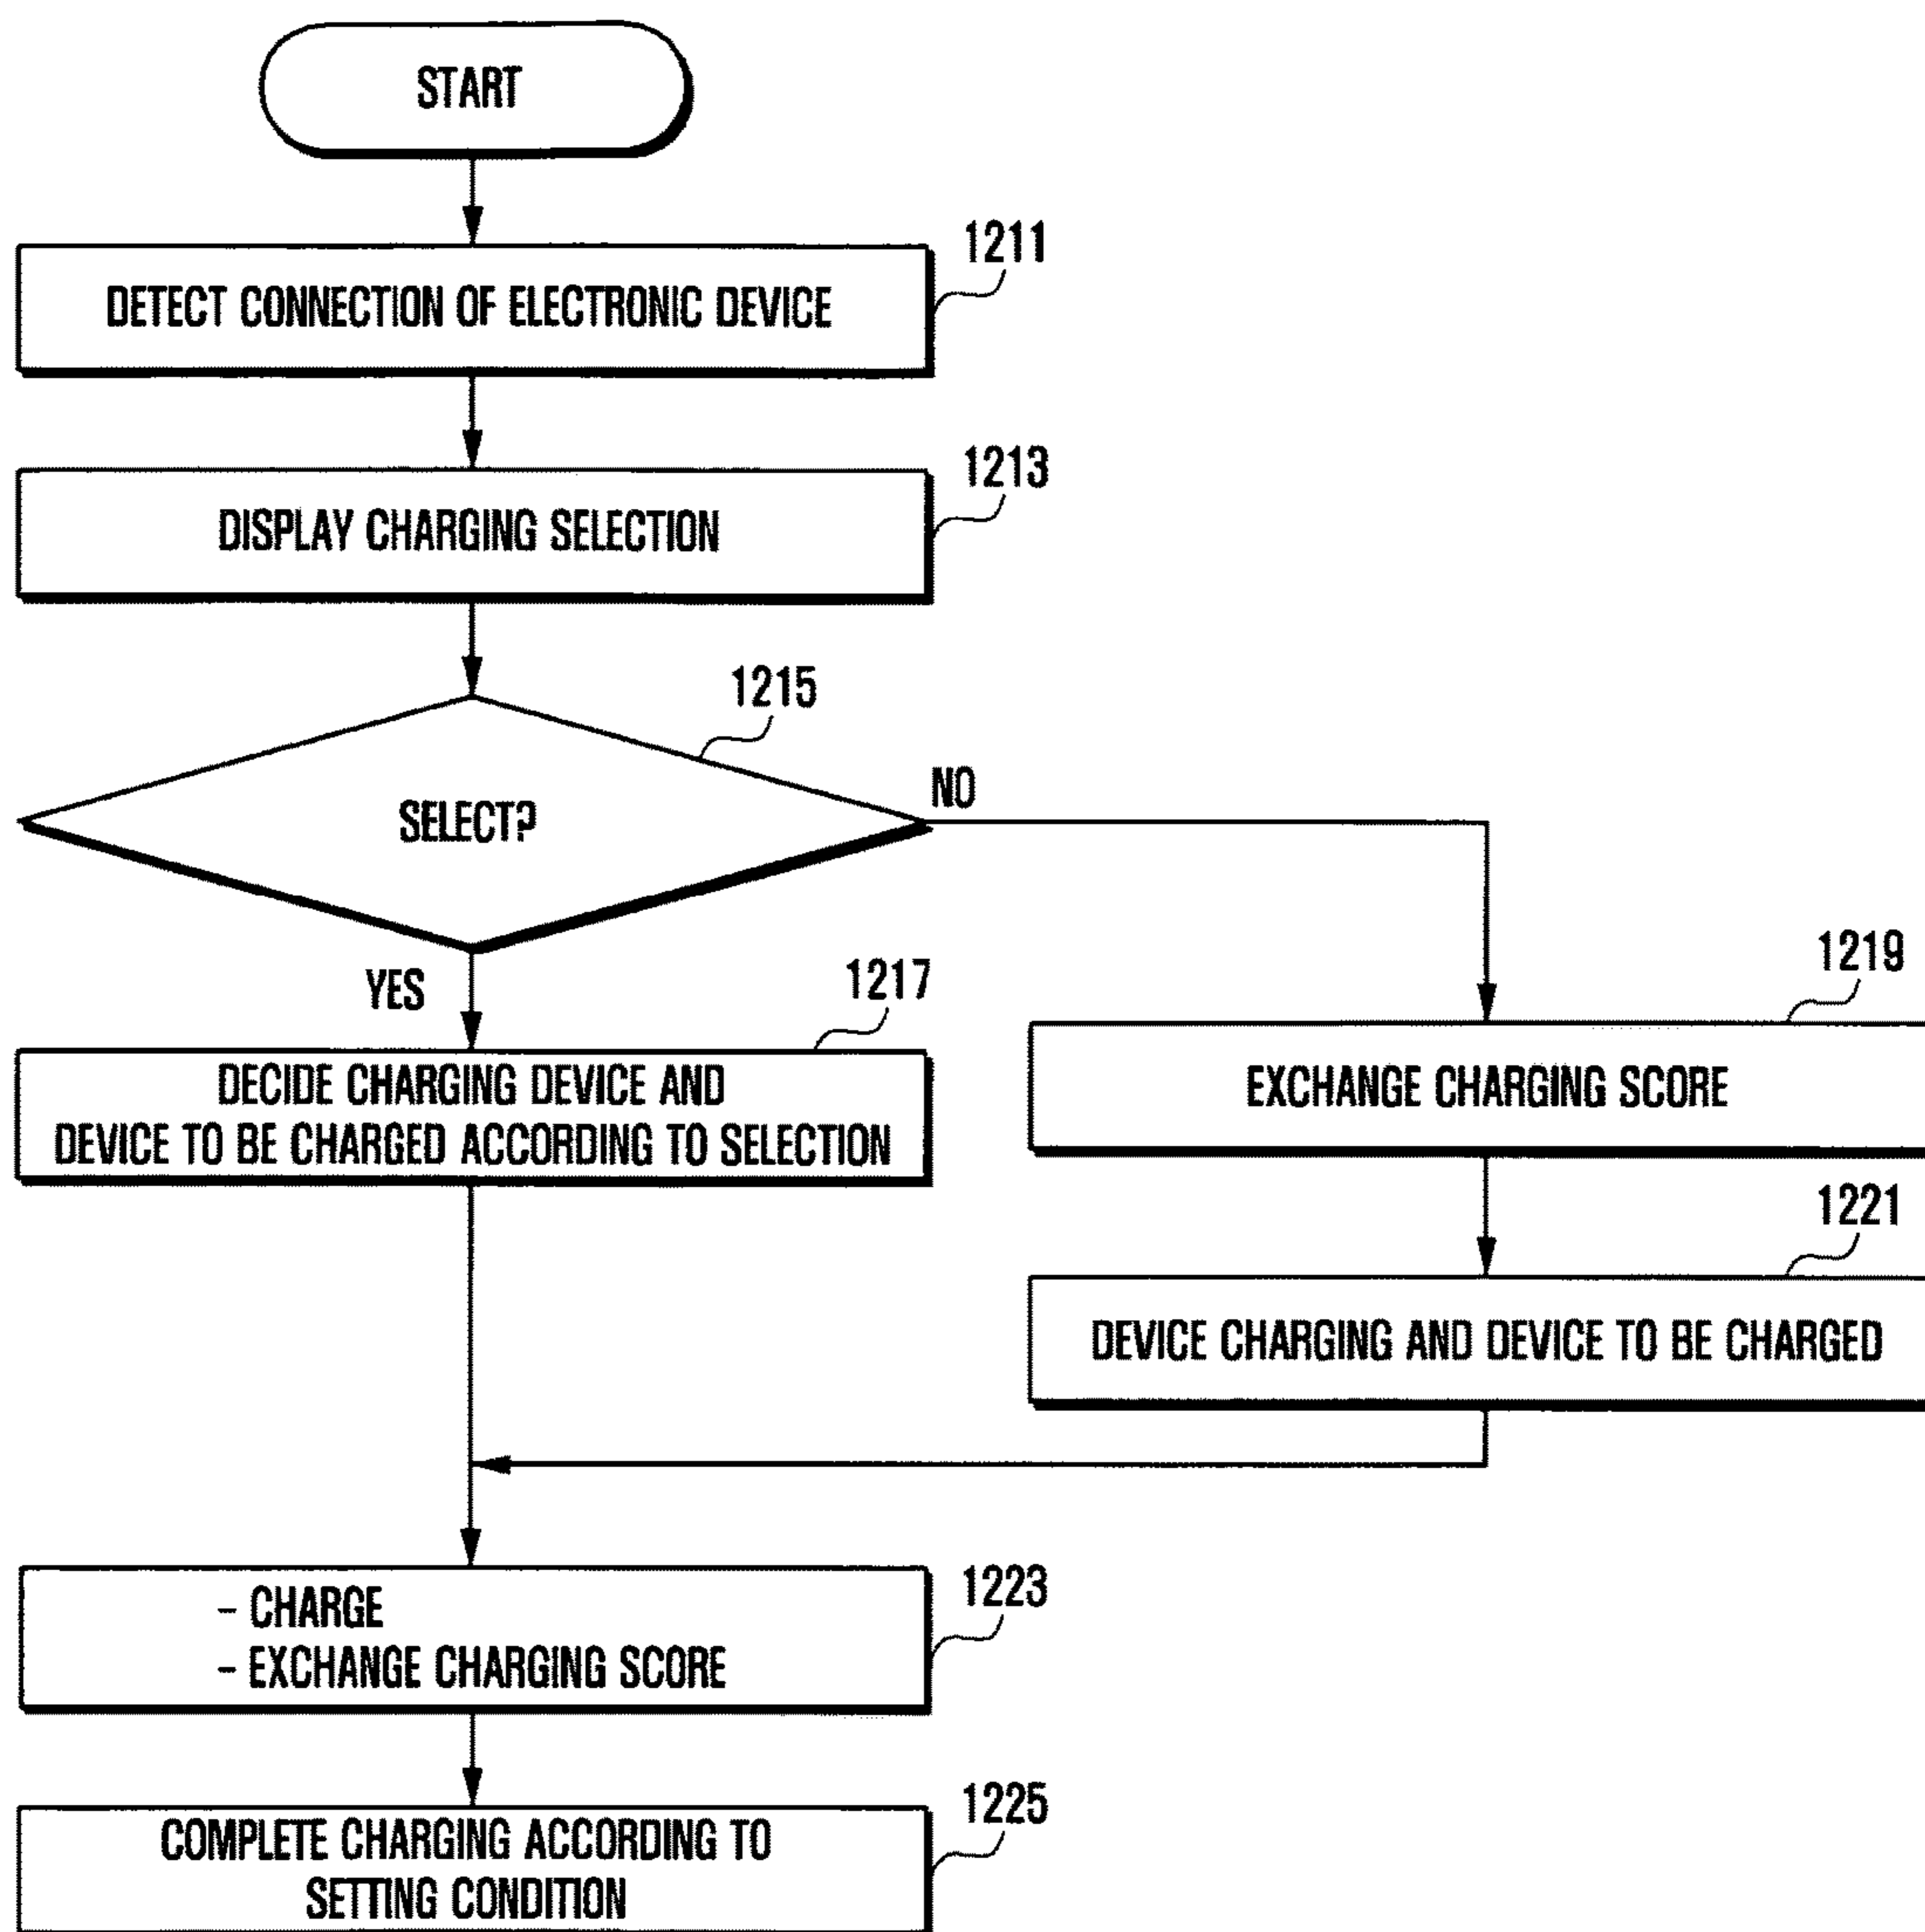 START
1211
DETECT CONNECTION OF ELECTRONIC DEVICE
1213
DISPLAY CHARGING SELECTION
1215
SELECT?
NO
YES
1217
DECIDE CHARGING DEVICE AND
DEVICE TO BE CHARGED ACCORDING TO SELECTION
1219
EXCHANGE CHARGING SCORE
1221
DEVICE CHARGING AND DEVICE TO BE CHARGED
1223
– CHARGE
– EXCHANGE CHARGING SCORE
1225
COMPLETE CHARGING ACCORDING TO
SETTING CONDITION